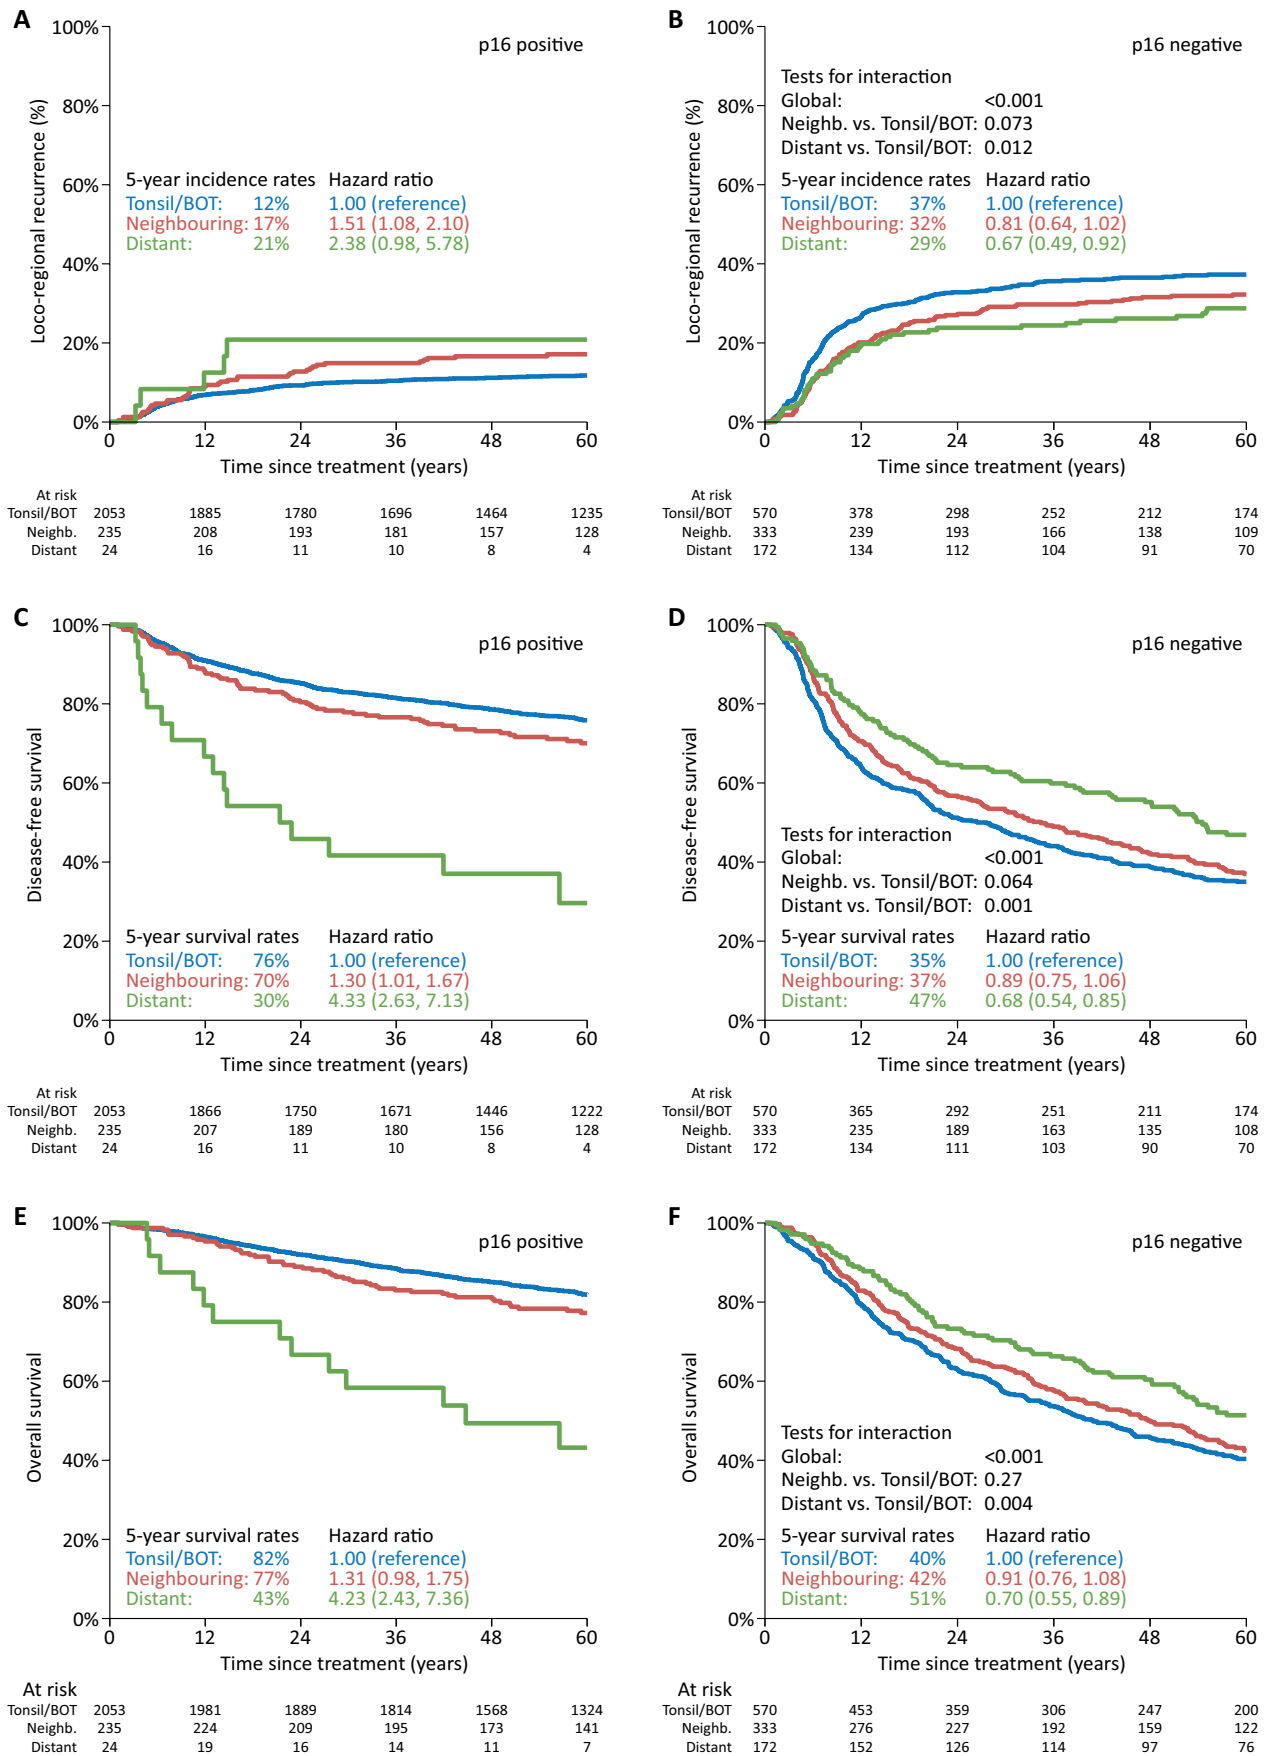 A
p16 positive
Loco-regional recurrence (%)
100%
80%
60%
40%
20%
0%
5-year incidence rates Hazard ratio
Tonsil/BOT: 12% 1.00 (reference)
Neighbouring: 17% 1.51 (1.08, 2.10)
Distant: 21% 2.38 (0.98, 5.78)
0 12 24 36 48 60
Time since treatment (years)
At risk
Tonsil/BOT 2053 1885 1780 1696 1464 1235
Neighb. 235 208 193 181 157 128
Distant 24 16 11 10 8 4
B
p16 negative
Loco-regional recurrence (%)
100%
80%
60%
40%
20%
0%
Tests for interaction
Global: <0.001
Neighb. vs. Tonsil/BOT: 0.073
Distant vs. Tonsil/BOT: 0.012
5-year incidence rates Hazard ratio
Tonsil/BOT: 37% 1.00 (reference)
Neighbouring: 32% 0.81 (0.64, 1.02)
Distant: 29% 0.67 (0.49, 0.92)
0 12 24 36 48 60
Time since treatment (years)
At risk
Tonsil/BOT 570 378 298 252 212 174
Neighb. 333 239 193 166 138 109
Distant 172 134 112 104 91 70
C
p16 positive
Disease-free survival
100%
80%
60%
40%
20%
0%
5-year survival rates Hazard ratio
Tonsil/BOT: 76% 1.00 (reference)
Neighbouring: 70% 1.30 (1.01, 1.67)
Distant: 30% 4.33 (2.63, 7.13)
0 12 24 36 48 60
Time since treatment (years)
At risk
Tonsil/BOT 2053 1866 1750 1671 1446 1222
Neighb. 235 207 189 180 156 128
Distant 24 16 11 10 8 4
D
p16 negative
Disease-free survival
100%
80%
60%
40%
20%
0%
Tests for interaction
Global: <0.001
Neighb. vs. Tonsil/BOT: 0.064
Distant vs. Tonsil/BOT: 0.001
5-year survival rates Hazard ratio
Tonsil/BOT: 35% 1.00 (reference)
Neighbouring: 37% 0.89 (0.75, 1.06)
Distant: 47% 0.68 (0.54, 0.85)
0 12 24 36 48 60
Time since treatment (years)
At risk
Tonsil/BOT 570 365 292 251 211 174
Neighb. 333 235 189 163 135 108
Distant 172 134 111 103 90 70
E
p16 positive
Overall survival
100%
80%
60%
40%
20%
0%
5-year survival rates Hazard ratio
Tonsil/BOT: 82% 1.00 (reference)
Neighbouring: 77% 1.31 (0.98, 1.75)
Distant: 43% 4.23 (2.43, 7.36)
0 12 24 36 48 60
Time since treatment (years)
At risk
Tonsil/BOT 2053 1981 1889 1814 1568 1324
Neighb. 235 224 209 195 173 141
Distant 24 19 16 14 11 7
F
p16 negative
Overall survival
100%
80%
60%
40%
20%
0%
Tests for interaction
Global: <0.001
Neighb. vs. Tonsil/BOT: 0.27
Distant vs. Tonsil/BOT: 0.004
5-year survival rates Hazard ratio
Tonsil/BOT: 40% 1.00 (reference)
Neighbouring: 42% 0.91 (0.76, 1.08)
Distant: 51% 0.70 (0.55, 0.89)
0 12 24 36 48 60
Time since treatment (years)
At risk
Tonsil/BOT 570 453 359 306 247 200
Neighb. 333 276 227 192 159 122
Distant 172 152 126 114 97 76